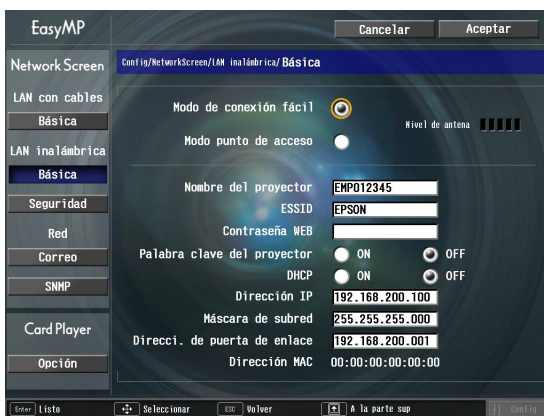 EasyMP
Cancelar
Aceptar
Network Screen
Config/NetworkScreen/LAN inalámbrica/Básica
LAN con cables
Básica
LAN inalámbrica
Básica
Seguridad
Red
Correo
SNMP
Card Player
Opción
Modo de conexión fácil
Nivel de antena
Modo punto de acceso
Nombre del proyector EMP012345
ESSID EPSON
Contraseña WEB
Palabra clave del proyector ON OFF
DHCP ON OFF
Dirección IP 192.168.200.100
Máscara de subred 255.255.255.000
Direcci. de puerta de enlace 192.168.200.001
Dirección MAC 00:00:00:00:00:00
Enter Listo Seleccionar ESC Volver A la parte sup Config